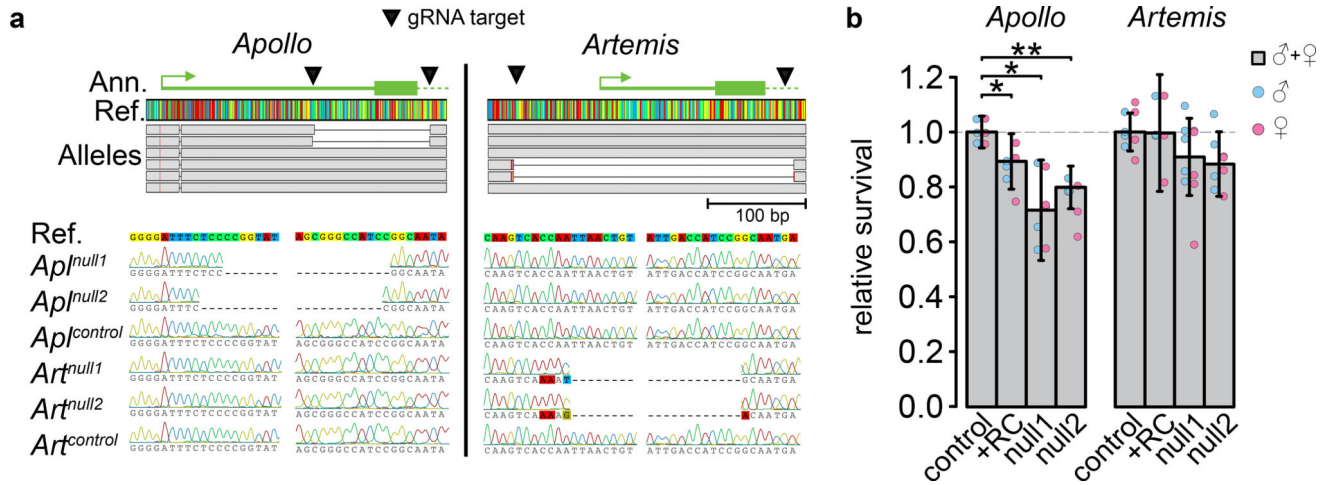 a
gRNA target
Apollo
Artemis
Ann.
Ref.
Alleles
100 bp
Ref.
GGGGATTTCTCCCCGGTAT AGCGGGCCATCCGGCAATA CAAGTCACCAATTAACTGT ATTGACCATCCGGCAATGA
Apl^null1
GGGGATTTCTCC--------------- --------------GGCAATA CAAGTCACCAATTAACTGT ATTGACCATCCGGCAATGA
Apl^null2
GGGGATTTC------------------ -------------CGGCAATA CAAGTCACCAATTAACTGT ATTGACCATCCGGCAATGA
Apl^control
GGGGATTTCTCCCCGGTAT AGCGGGCCATCCGGCAATA CAAGTCACCAATTAACTGT ATTGACCATCCGGCAATGA
Art^null1
GGGGATTTCTCCCCGGTAT AGCGGGCCATCCGGCAATA CAAGTCAAAAT--------- ------------GCAATGA
Art^null2
GGGGATTTCTCCCCGGTAT AGCGGGCCATCCGGCAATA CAAGTCAAAAG--------- ------------ACAATGA
Art^control
GGGGATTTCTCCCCGGTAT AGCGGGCCATCCGGCAATA CAAGTCACCAATTAACTGT ATTGACCATCCGGCAATGA
b
Apollo
Artemis
♂+♀
♂
♀
**
*
*
relative survival
1.2
1.0
0.8
0.6
0.4
0.2
0.0
control
+RC
null1
null2
control
+RC
null1
null2